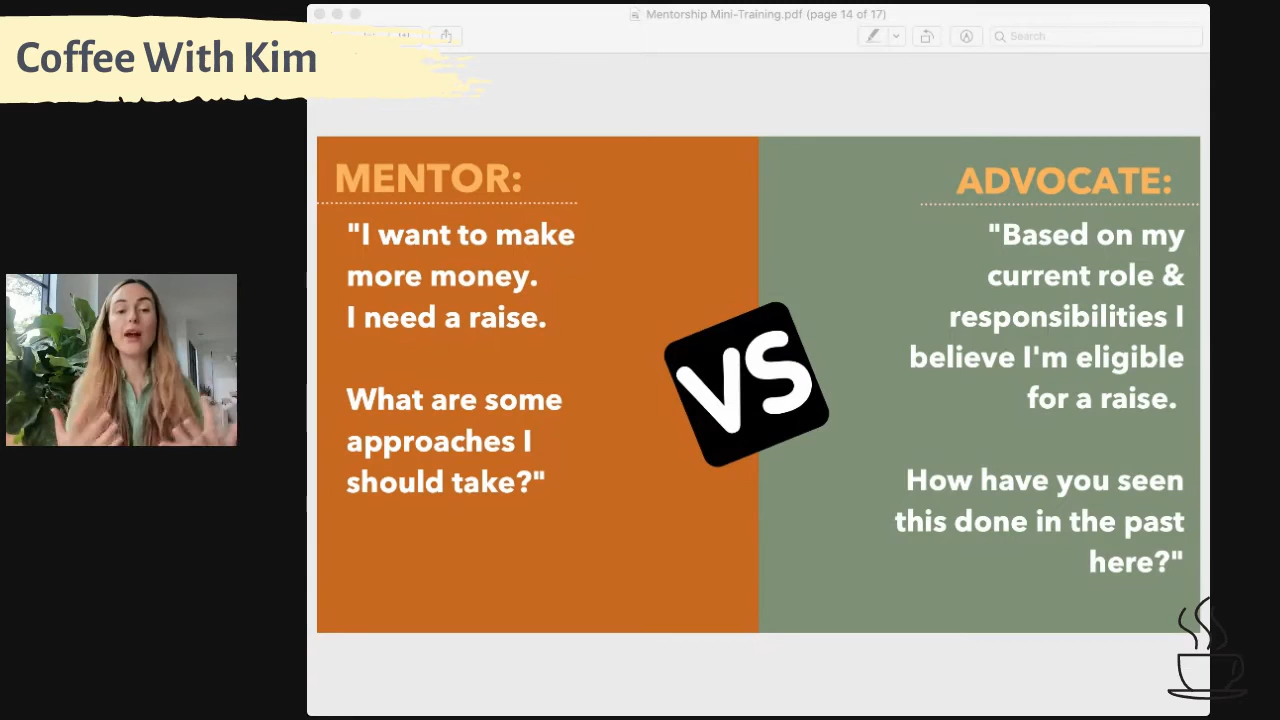 Mentorship Mini-Training.pdf (page 14 of 17)
Search
Coffee With Kim
MENTOR:
"I want to make
more money.
I need a raise.
What are some
approaches I
should take?"
VS
ADVOCATE:
"Based on my
current role &
responsibilities I
believe I'm eligible
for a raise.
How have you seen
this done in the past
here?"